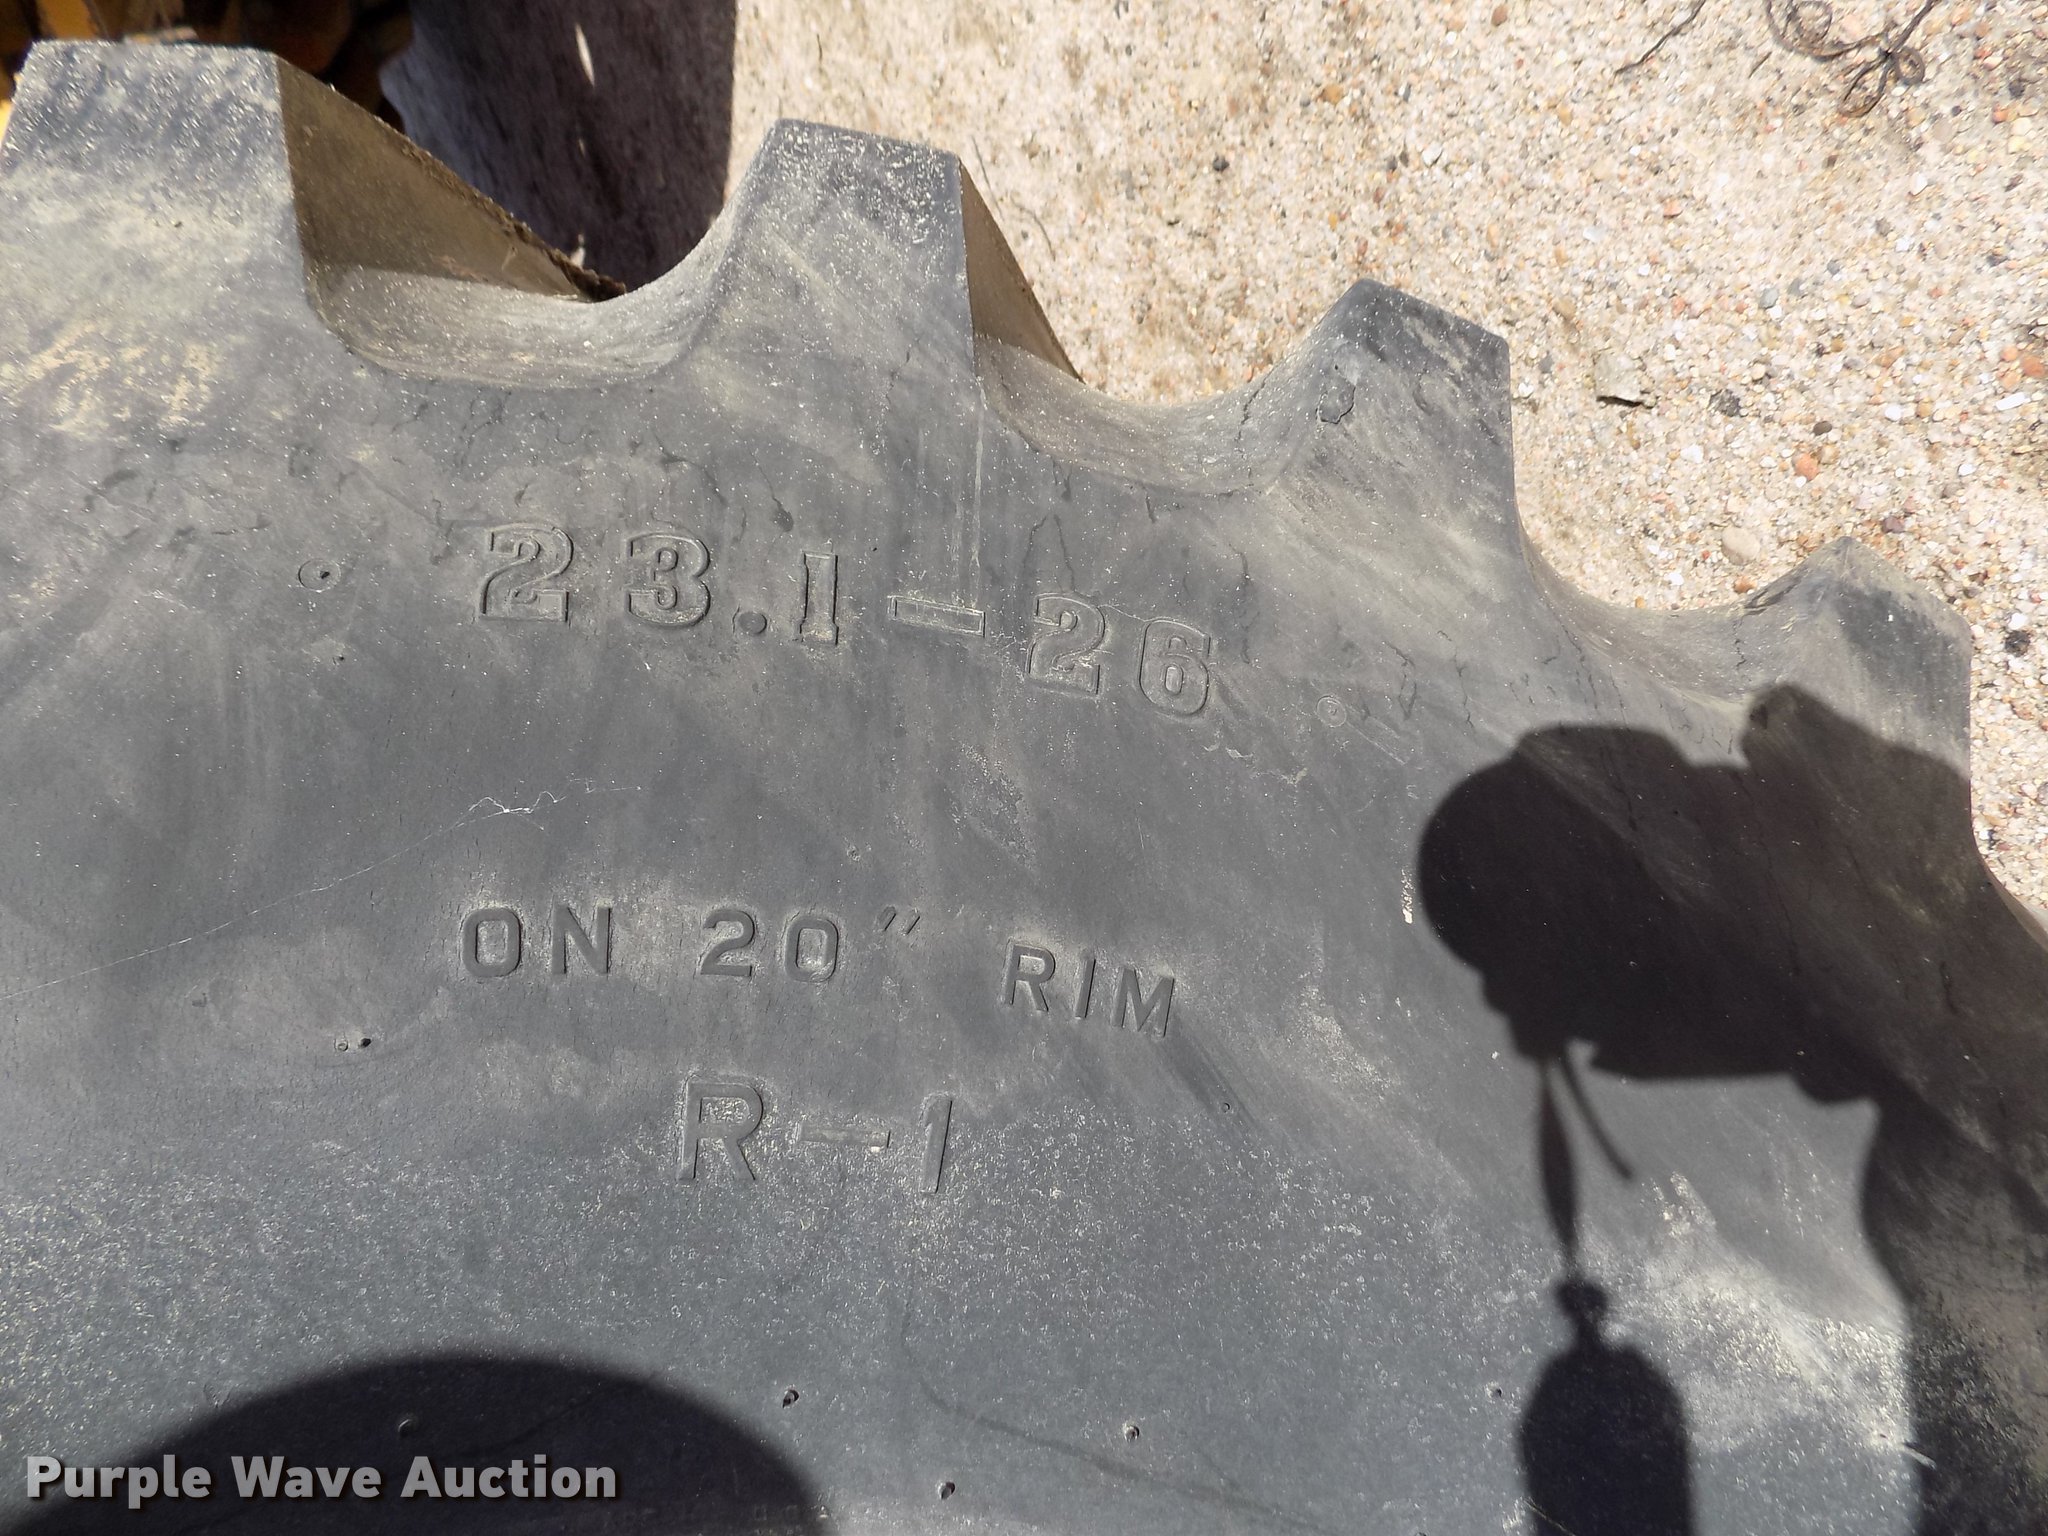 23.1-26
ON 20" RIM
R-1
Purple Wave Auction